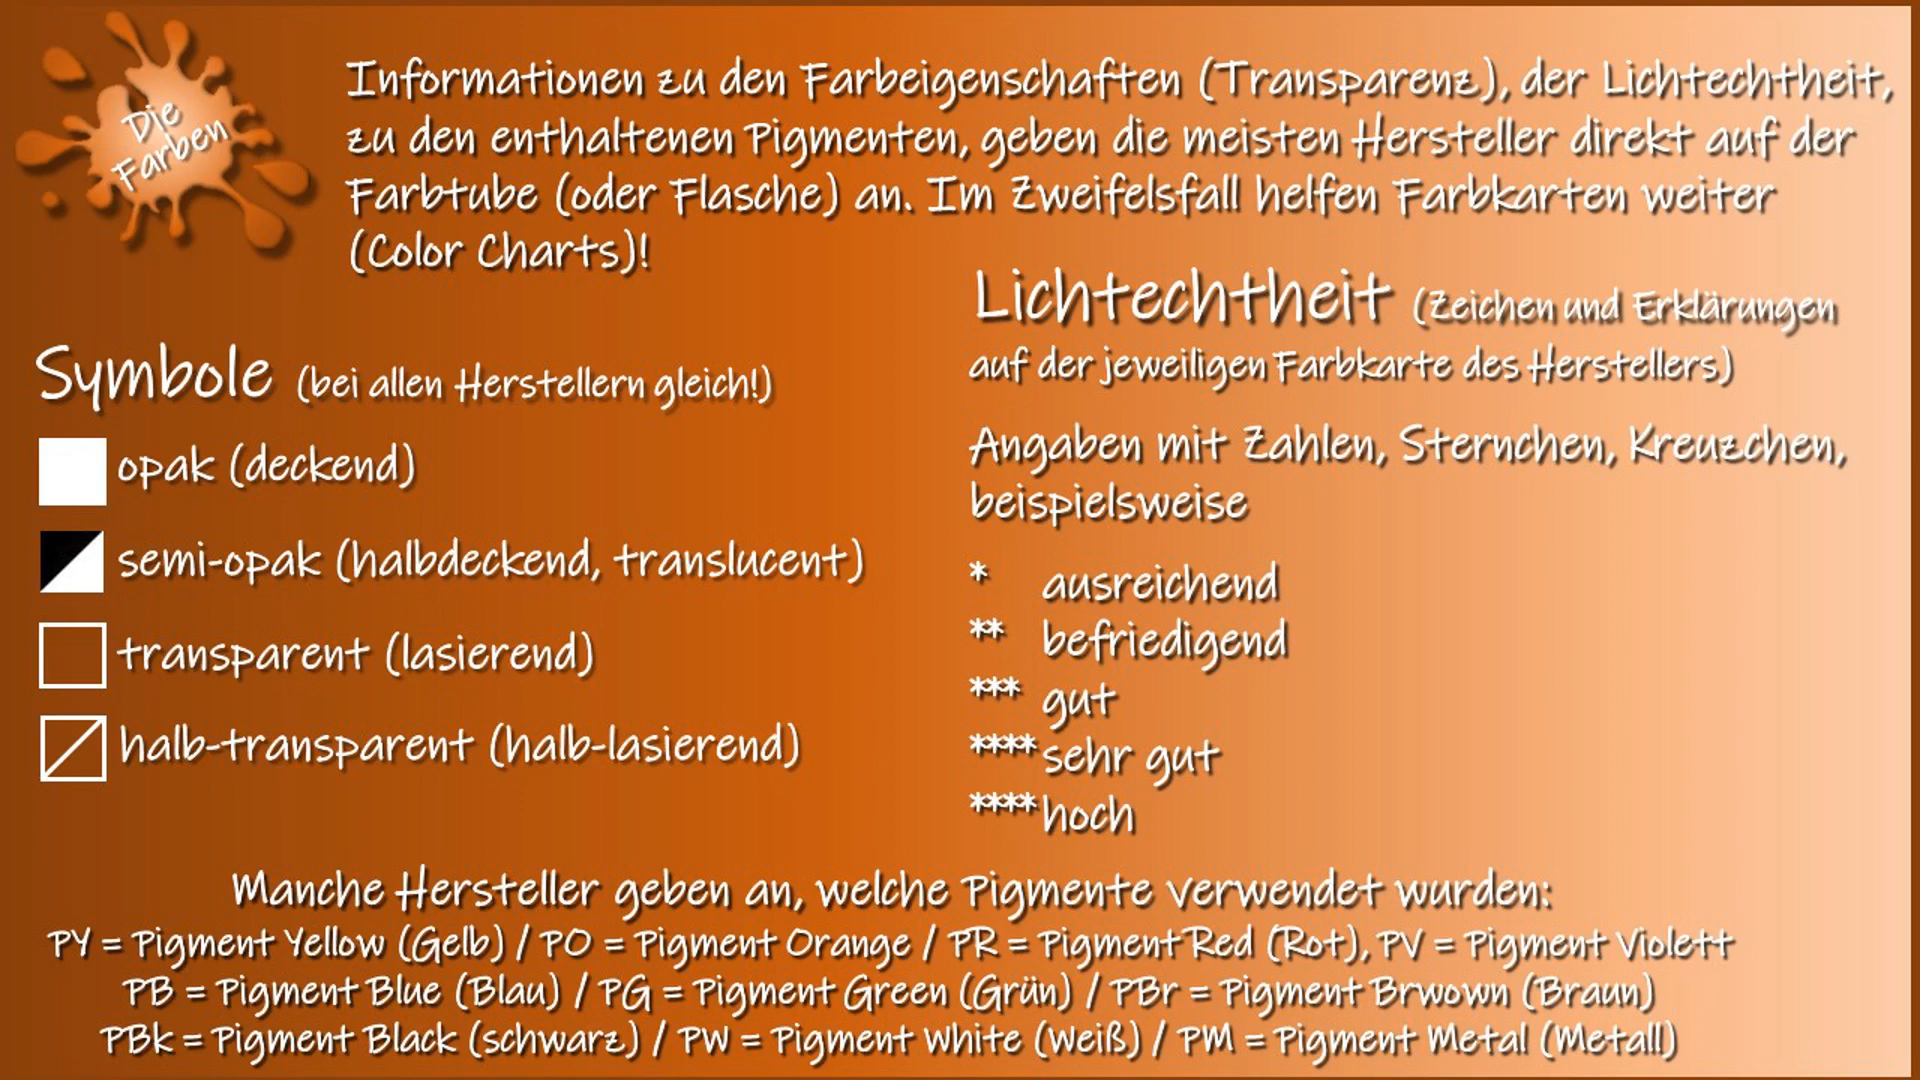 Die
Farben
Informationen zu den Farbeigenschaften (Transparenz), der Lichtechtheit,
zu den enthaltenen Pigmenten, geben die meisten Hersteller direkt auf der
Farbtube (oder Flasche) an. Im Zweifelsfall helfen Farbkarten weiter
(Color Charts)!
Symbole (bei allen Herstellern gleich!)
opak (deckend)
semi-opak (halbdeckend, translucent)
transparent (lasierend)
halb-transparent (halb-lasierend)
Lichtechtheit (Zeichen und Erklärungen
auf der jeweiligen Farbkarte des Herstellers)
Angaben mit Zahlen, Sternchen, Kreuzchen,
beispielsweise
* ausreichend
** befriedigend
*** gut
**** sehr gut
**** hoch
Manche Hersteller geben an, welche Pigmente verwendet wurden:
PY = Pigment Yellow (Gelb) / PO = Pigment Orange / PR = Pigment Red (Rot), PV = Pigment Violett
PB = Pigment Blue (Blau) / PG = Pigment Green (Grün) / PBr = Pigment Brwown (Braun)
PBk = Pigment Black (schwarz) / PW = Pigment White (Weiß) / PM = Pigment Metal (Metall)